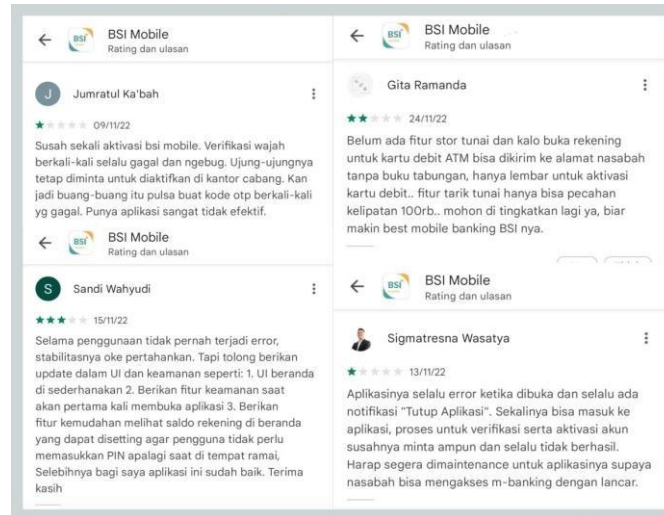 BSI Mobile
Rating dan ulasan
J Jumratul Ka'bah
09/11/22
Susah sekali aktivasi bsi mobile. Verifikasi wajah
berkali-kali selalu gagal dan ngebug. Ujung-ujungnya
tetap diminta untuk diaktifkan di kantor cabang. Kan
jadi buang-buang itu pulsa buat kode otp berkali-kali
yg gagal. Punya aplikasi sangat tidak efektif.
BSI Mobile
Rating dan ulasan
S Sandi Wahyudi
15/11/22
Selama penggunaan tidak pernah terjadi error,
stabilitasnya oke pertahankan. Tapi tolong berikan
update dalam UI dan keamanan seperti: 1. UI beranda
di sederhanakan 2. Berikan fitur keamanan saat
akan pertama kali membuka aplikasi 3. Berikan
fitur kemudahan melihat saldo rekening di beranda
yang dapat disetting agar pengguna tidak perlu
memasukkan PIN apalagi saat di tempat ramai,
Selebihnya bagi saya aplikasi ini sudah baik. Terima
kasih
BSI Mobile
Rating dan ulasan
Gita Ramanda
24/11/22
Belum ada fitur stor tunai dan kalo buka rekening
untuk kartu debit ATM bisa dikirim ke alamat nasabah
tanpa buku tabungan, hanya lembar untuk aktivasi
kartu debit.. fitur tarik tunai hanya bisa pecahan
kelipatan 100rb.. mohon di tingkatkan lagi ya, biar
makin best mobile banking BSI nya.
BSI Mobile
Rating dan ulasan
Sigmatresna Wasatya
13/11/22
Aplikasinya selalu error ketika dibuka dan selalu ada
notifikasi "Tutup Aplikasi". Sekalinya bisa masuk ke
aplikasi, proses untuk verifikasi serta aktivasi akun
susahnya minta ampun dan selalu tidak berhasil.
Harap segera dimaintenance untuk aplikasinya supaya
nasabah bisa mengakses m-banking dengan lancar.